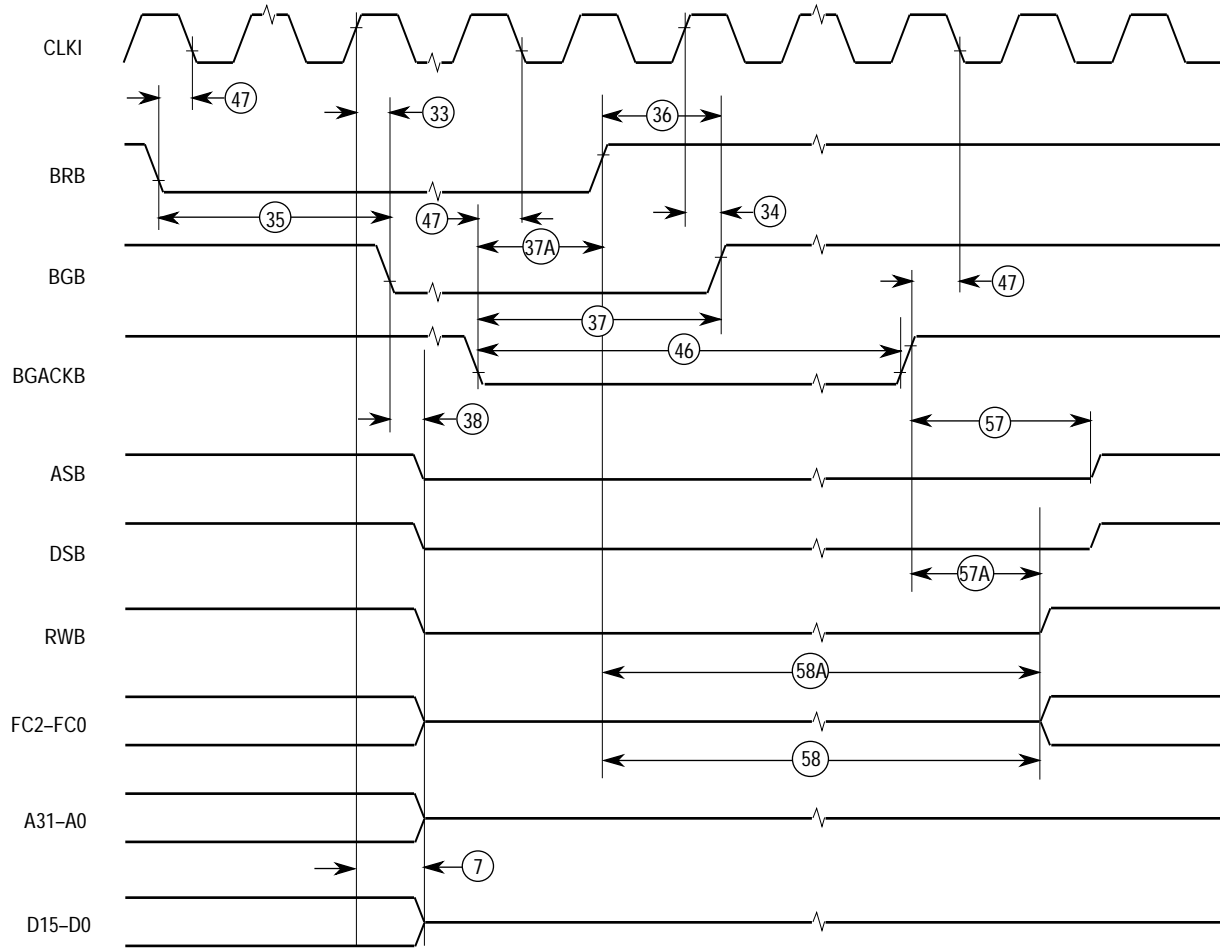 CLKI
47
33
36
BRB
35
47
34
37A
BGB
47
37
46
BGACKB
38
57
ASB
DSB
57A
RWB
58A
FC2–FC0
58
A31–A0
7
D15–D0